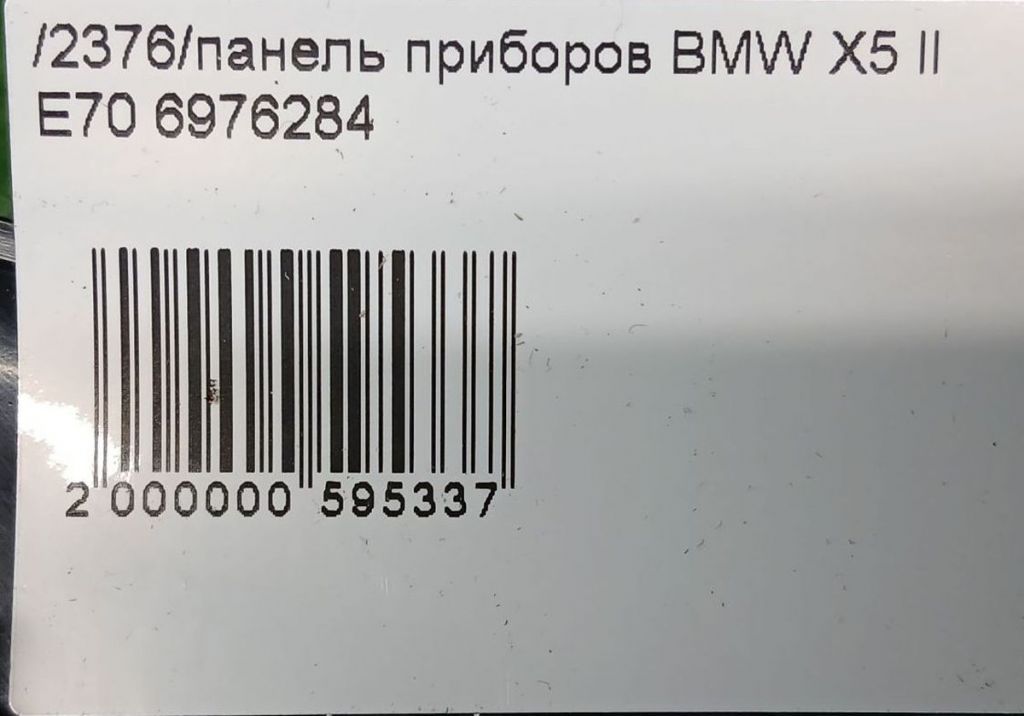 /2376/панель приборов BMW X5 II
E70 6976284
2 000000 595337